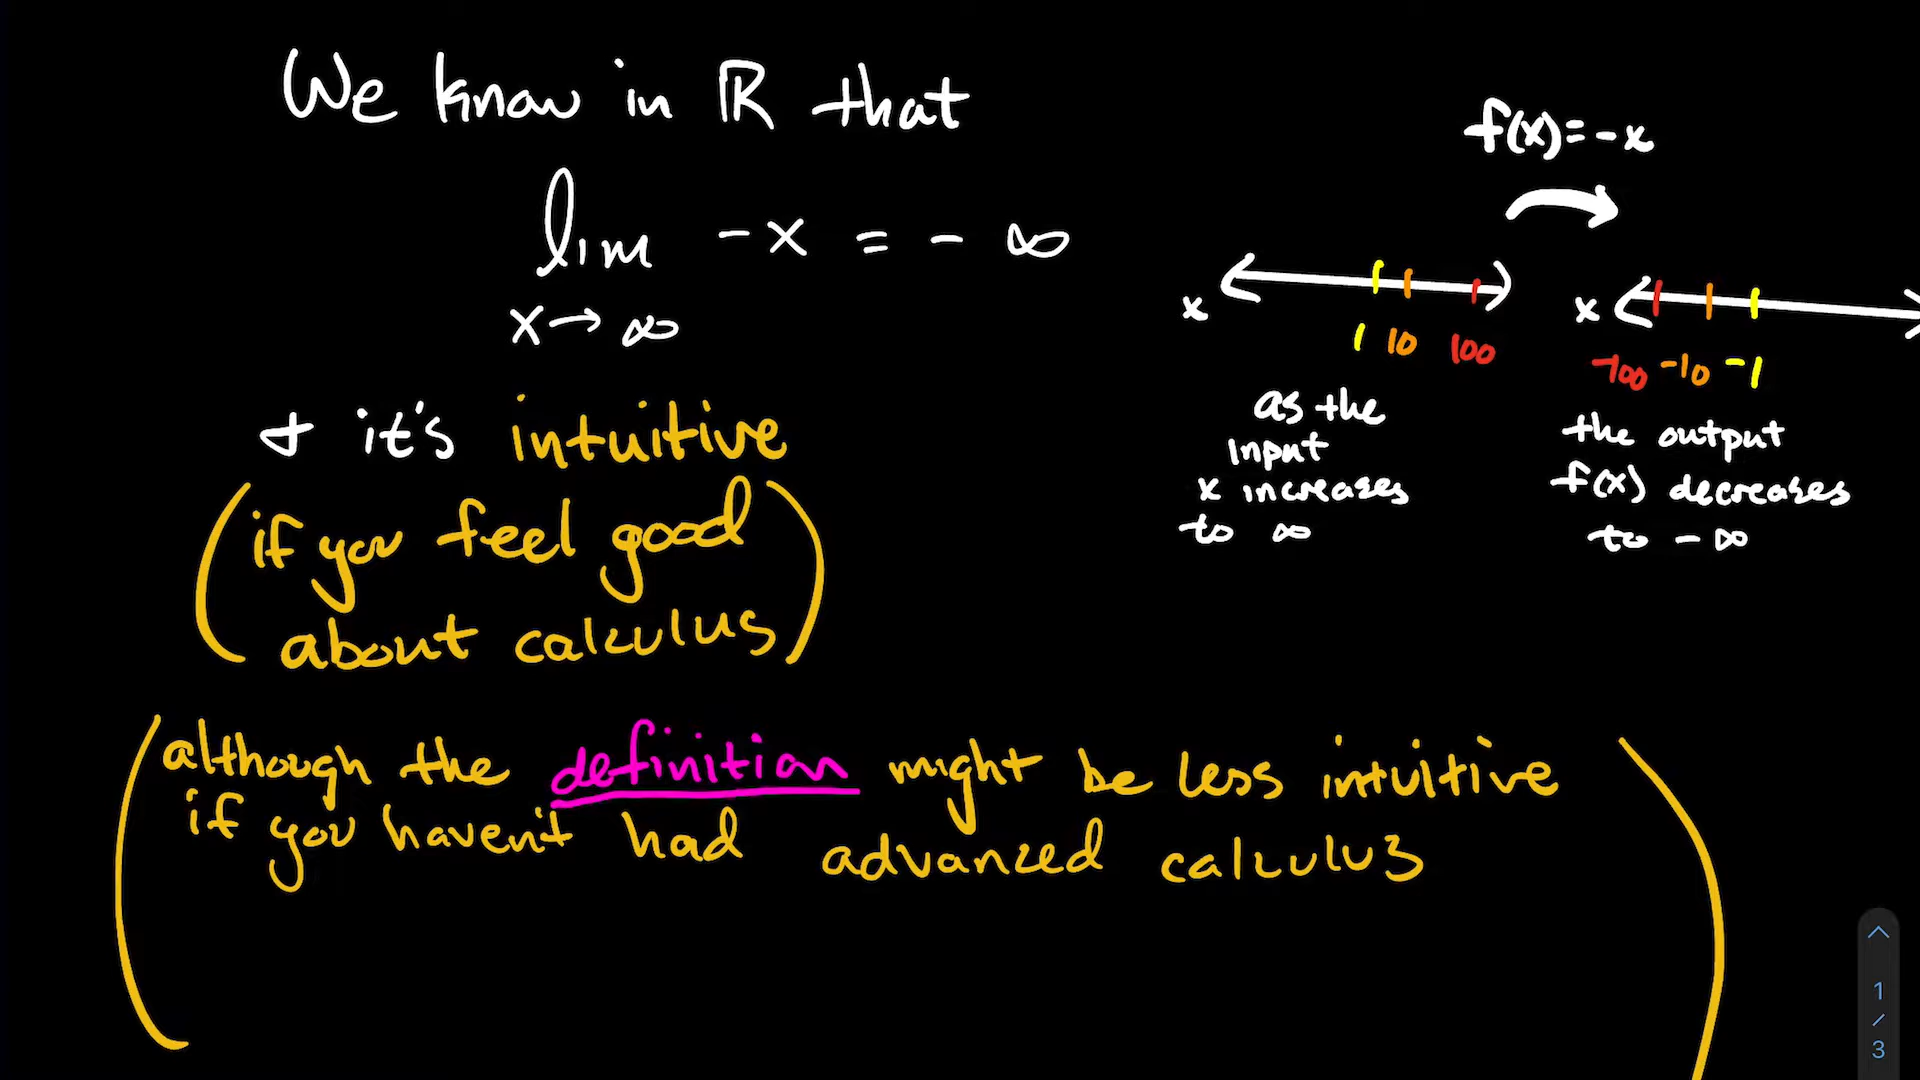 We know in ℝ that
lim -x = - ∞
x → ∞
& it's intuitive
(if you feel good
about calculus)
(although the definition might be less intuitive
if you haven't had advanced calculus
f(x)=-x
x
1 10 100
as the
input
x increases
to ∞
x
-100 -10 -1
the output
f(x) decreases
to - ∞
1
/
3